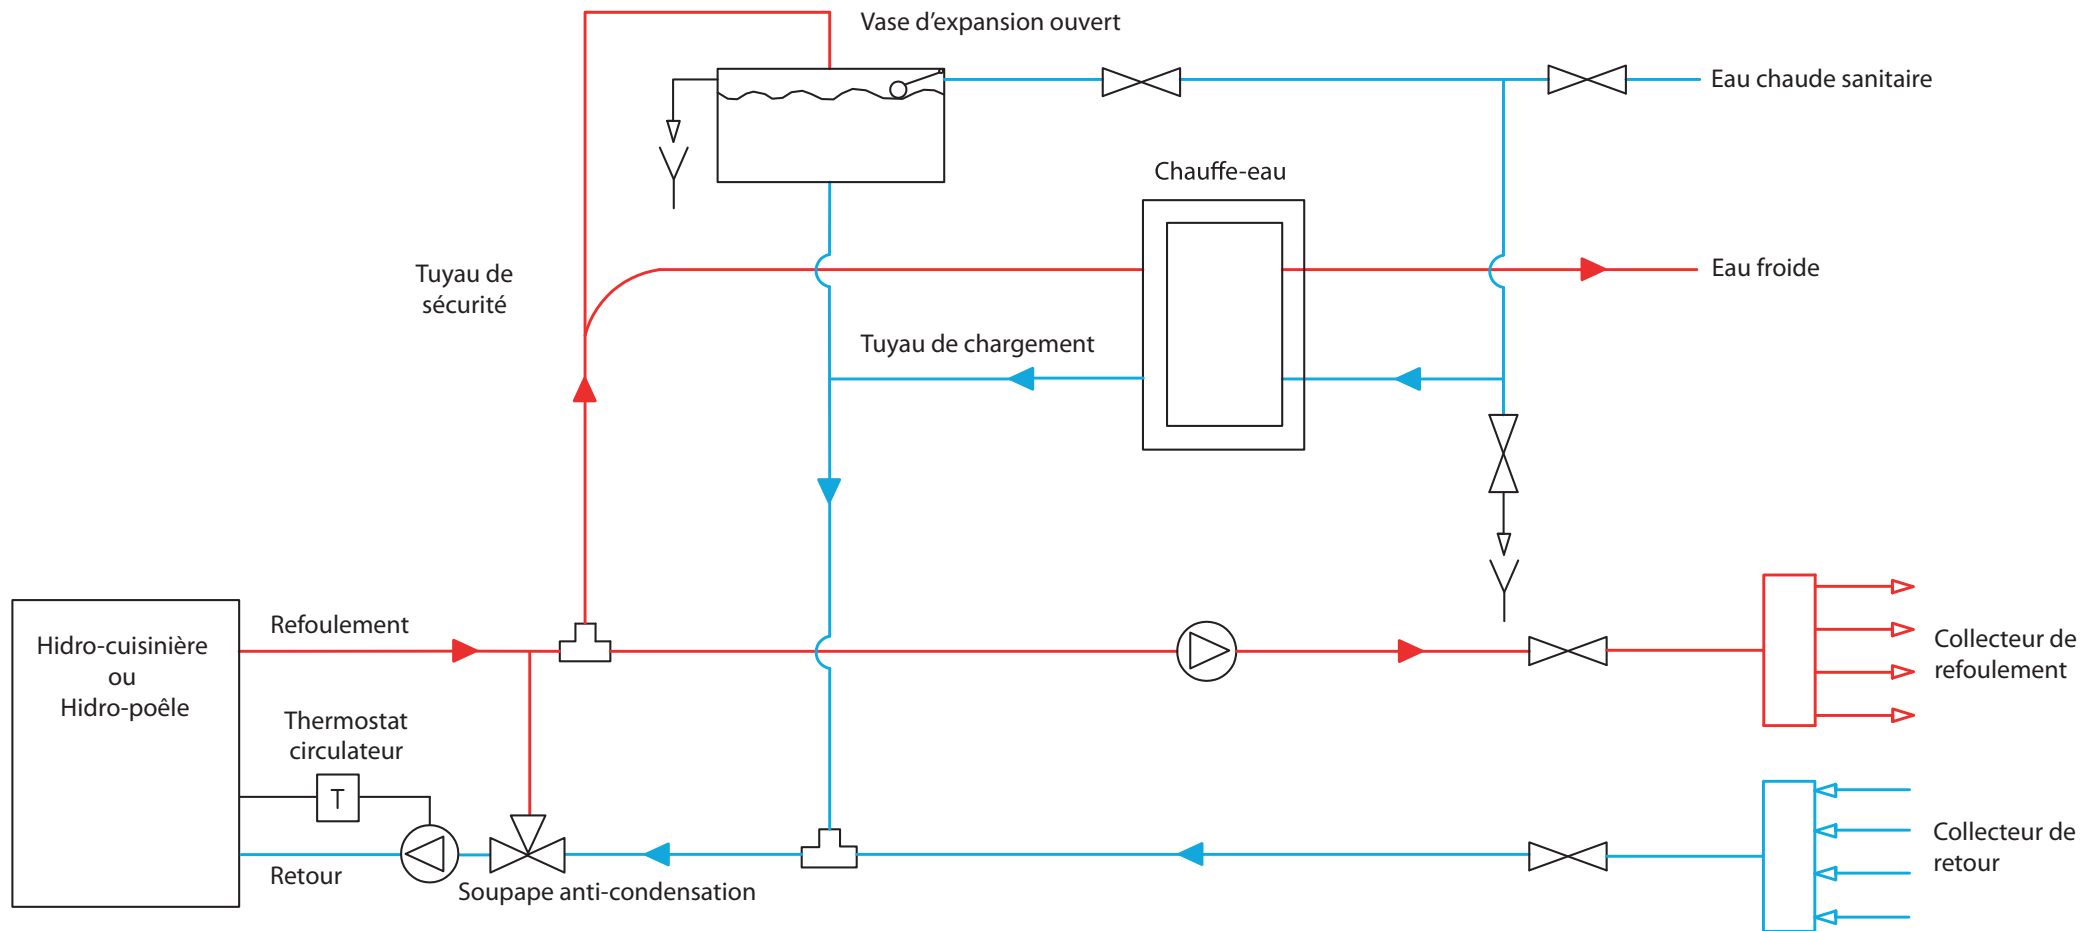 Vase d’expansion ouvert
Eau chaude sanitaire
Chauffe-eau
Tuyau de
sécurité
Eau froide
Tuyau de chargement
Refoulement
Hidro-cuisinière
ou
Hidro-poêle
Collecteur de
refoulement
Thermostat
circulateur
T
Retour
Soupape anti-condensation
Collecteur de
retour